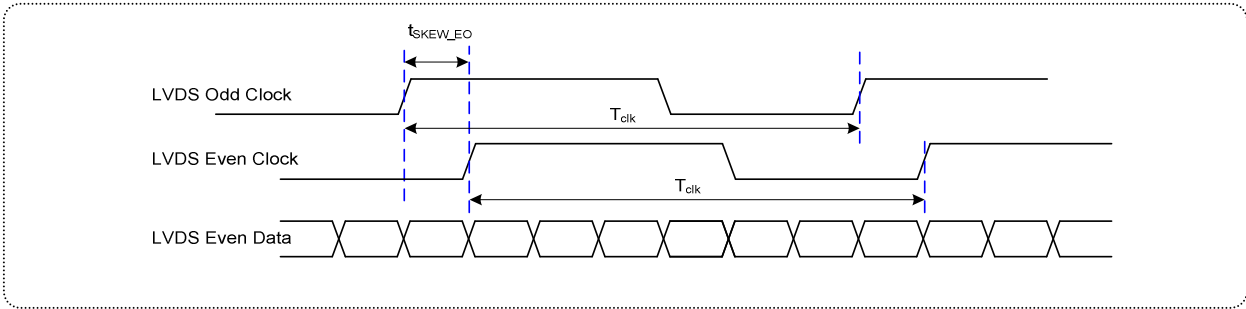 tSKEW_EO
LVDS Odd Clock
Tclk
LVDS Even Clock
Tclk
LVDS Even Data